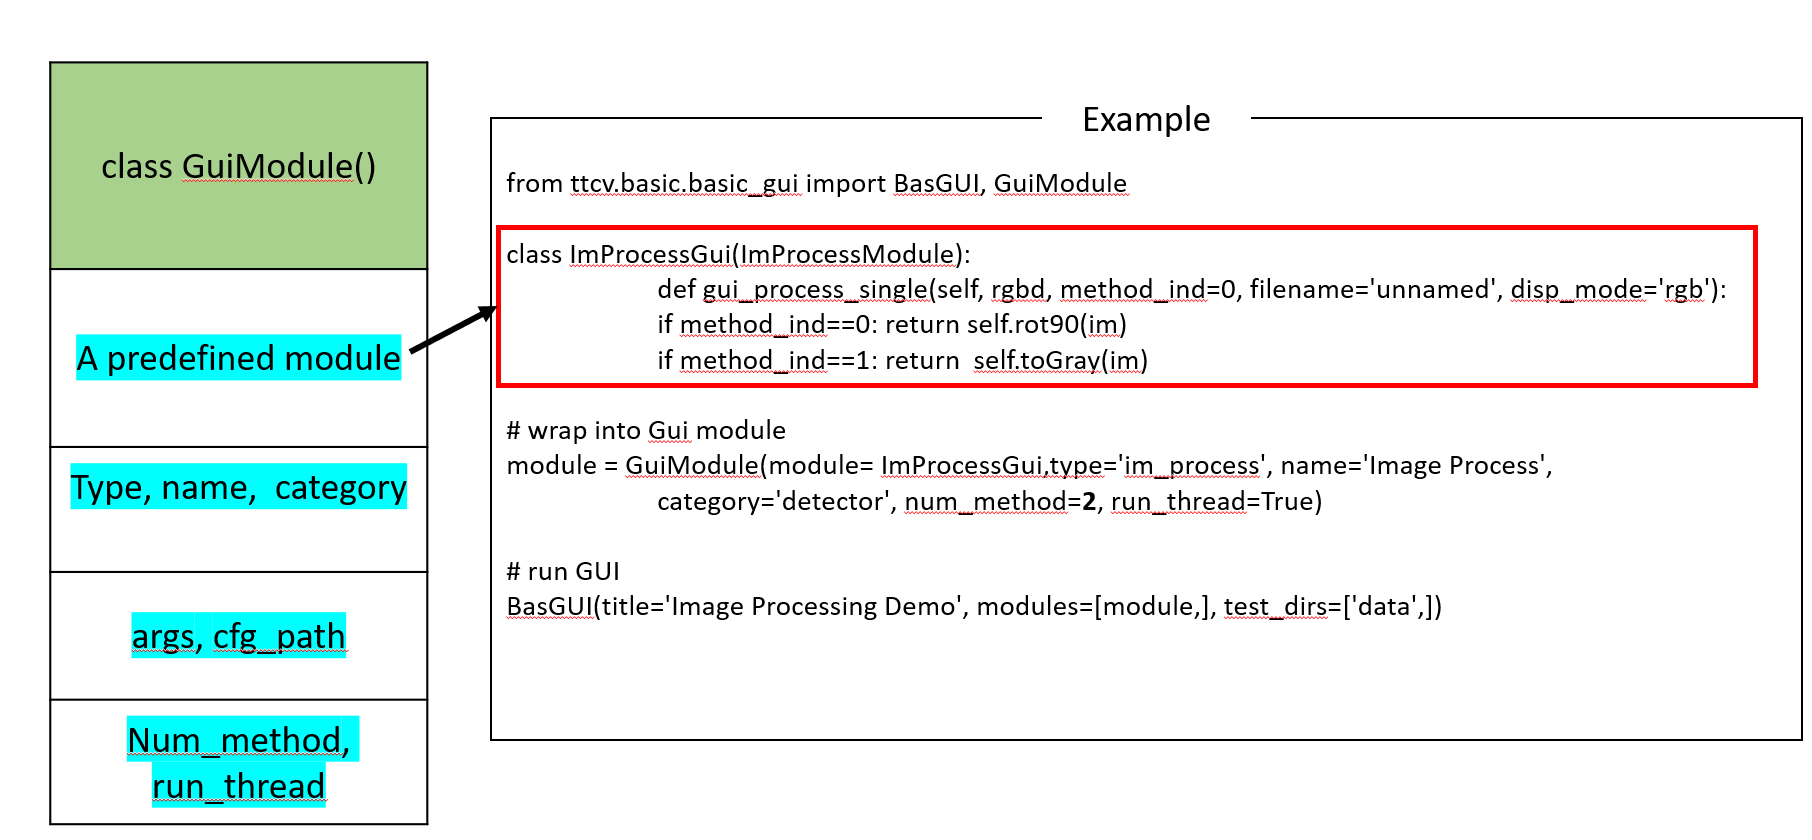 class GuiModule()
A predefined module
Type, name,  category
args, cfg_path
Num_method,
run_thread
Example
from ttcv.basic.basic_gui import BasGUI, GuiModule
class ImProcessGui(ImProcessModule):
def gui_process_single(self, rgbd, method_ind=0, filename='unnamed', disp_mode='rgb'):
if method_ind==0: return self.rot90(im)
if method_ind==1: return  self.toGray(im)
# wrap into Gui module
module = GuiModule(module= ImProcessGui,type='im_process', name='Image Process',
category='detector', num_method=2, run_thread=True)
# run GUI
BasGUI(title='Image Processing Demo', modules=[module,], test_dirs=['data',])